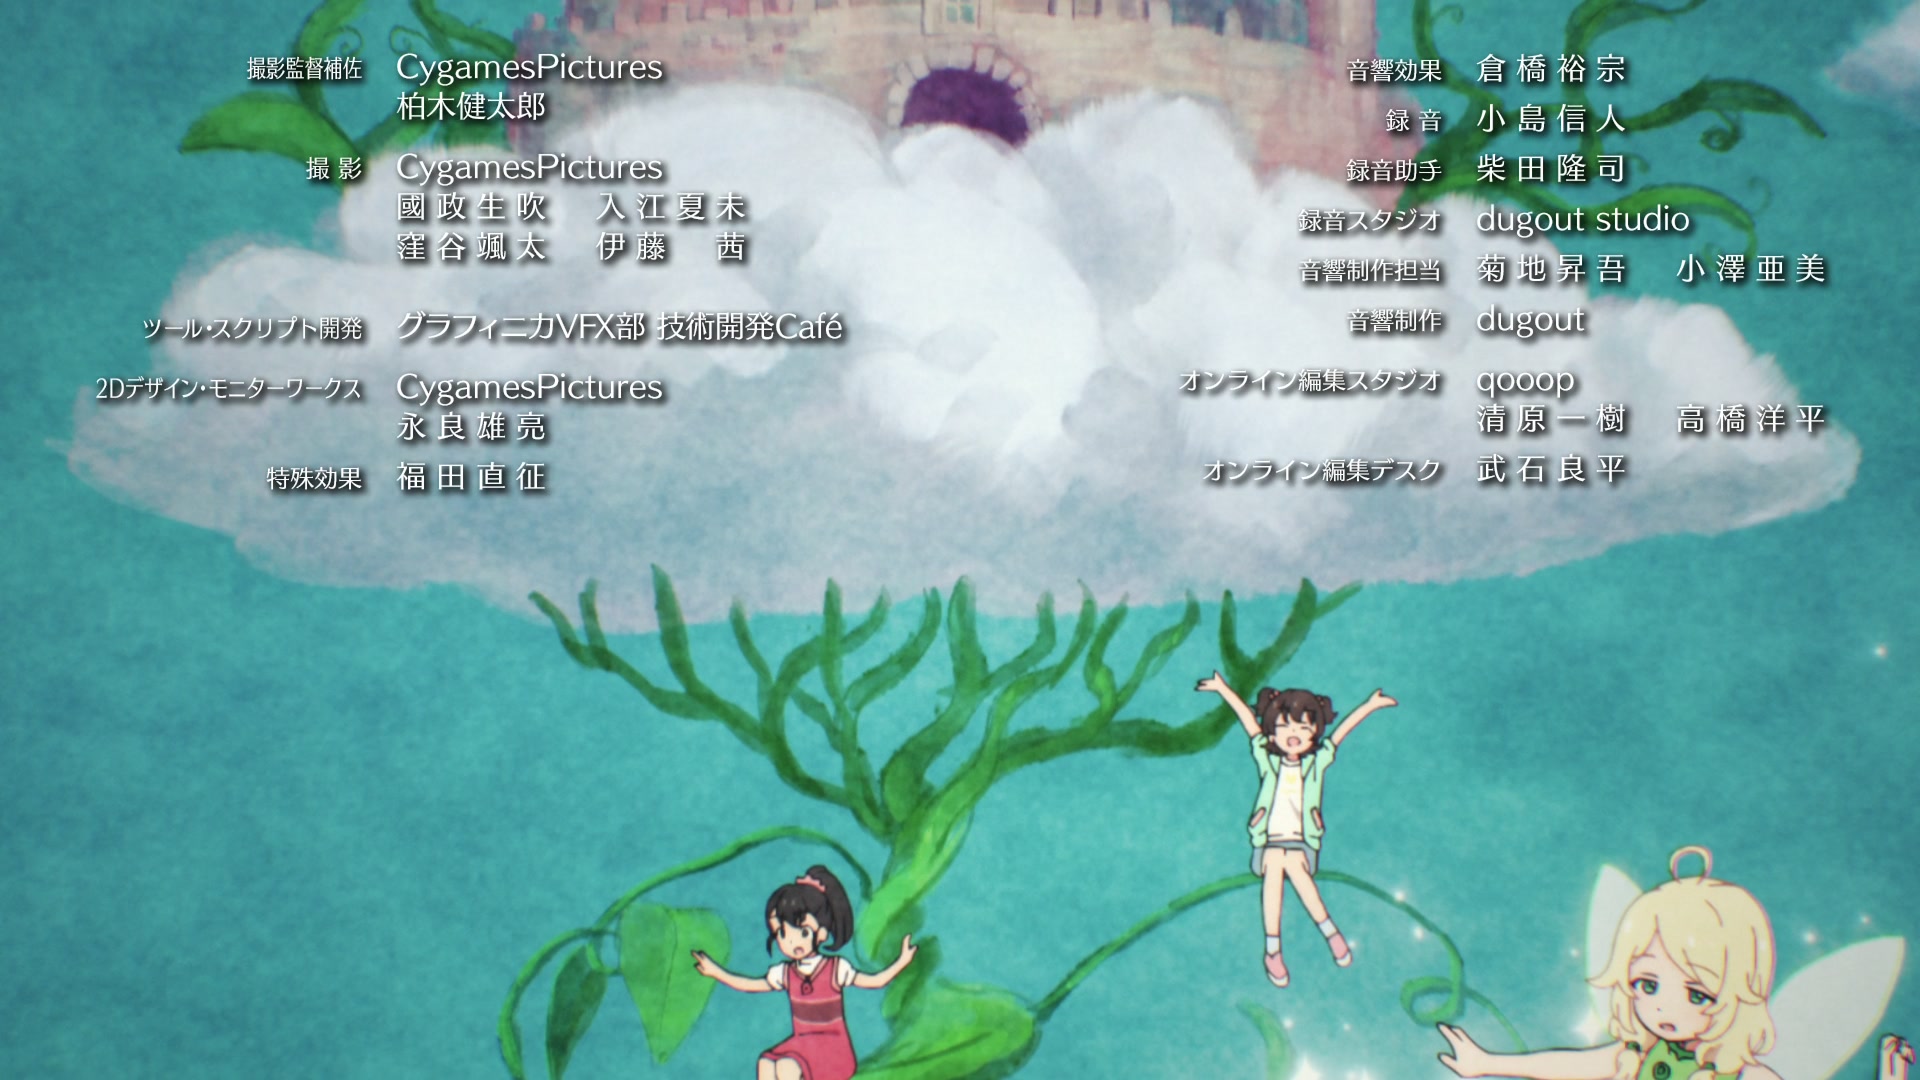 撮影監督補佐 CygamesPictures
柏木健太郎
撮影 CygamesPictures
國政生吹 入江夏未
窪谷颯太 伊藤 茜
ツール・スクリプト開発 グラフィニカVFX部 技術開発Café
2Dデザイン・モニターワークス CygamesPictures
永良雄亮
特殊効果 福田直征
音響効果 倉橋裕宗
録音 小島信人
録音助手 柴田隆司
録音スタジオ dugout studio
音響制作担当 菊地昇吾 小澤亜美
音響制作 dugout
オンライン編集スタジオ qooop
清原一樹 高橋洋平
オンライン編集デスク 武石良平